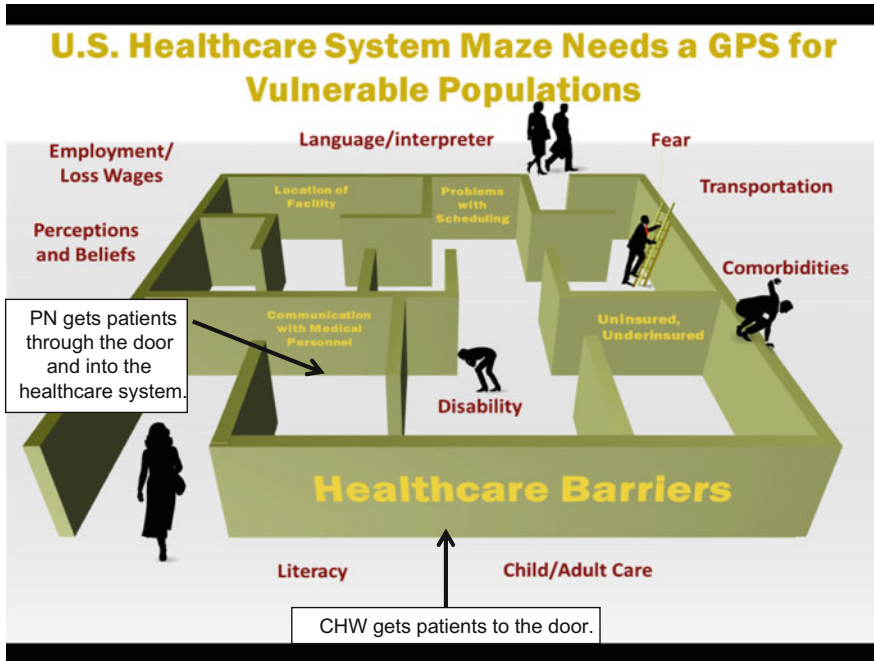 U.S. Healthcare System Maze Needs a GPS for
Vulnerable Populations
Language/interpreter
Fear
Employment/
Loss Wages
Transportation
Location of
Facility
Problems
with
Scheduling
Perceptions
and Beliefs
Comorbidities
PN gets patients
through the door
and into the
healthcare system.
Communication
with Medical
Personnel
UnInsured,
UnderInsured
Disability
Healthcare Barriers
Literacy
Child/Adult Care
CHW gets patients to the door.